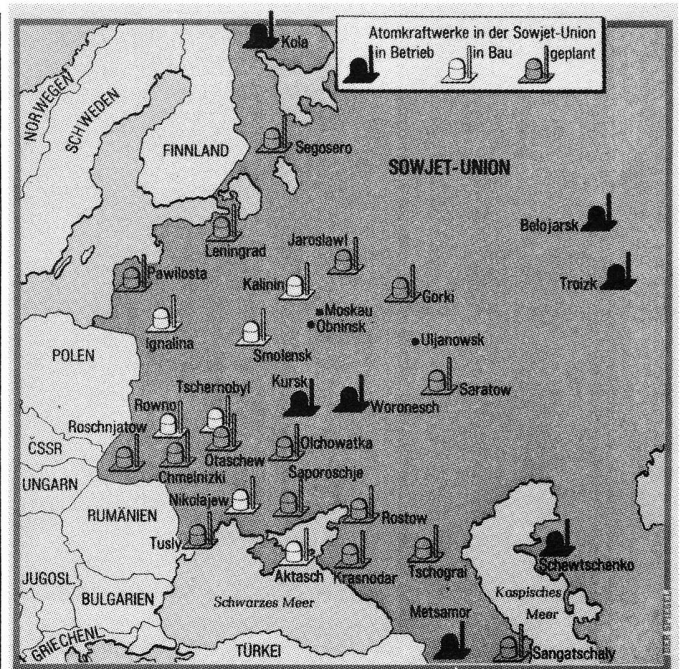 Atomkraftwerke in der Sowjet-Union
in Betrieb
in Bau
geplant
Kola
NORWEGEN
SCHWEDEN
FINNLAND
Segosero
SOWJET-UNION
Belojarsk
Leningrad
Jaroslawl
Pawilosta
Kalinin
Gorki
Troizk
Moskau
Obninsk
Ignalina
Smolensk
Uljanowsk
POLEN
Tschernobyl
Kursk
Saratow
Rowno
Woronesch
Roschnjatow
Otaschew
Olchowatka
ČSSR
Chmelnizki
Saporoschje
UNGARN
Nikolajew
RUMÄNIEN
Rostow
Tusly
Aktasch
Krasnodar
Tschograi
Schewtschenko
JUGOSL.
BULGARIEN
Schwarzes Meer
Kaspisches
Meer
Metsamor
GRIECHENL.
TÜRKEI
Sangatschaly
DER SPIEGEL